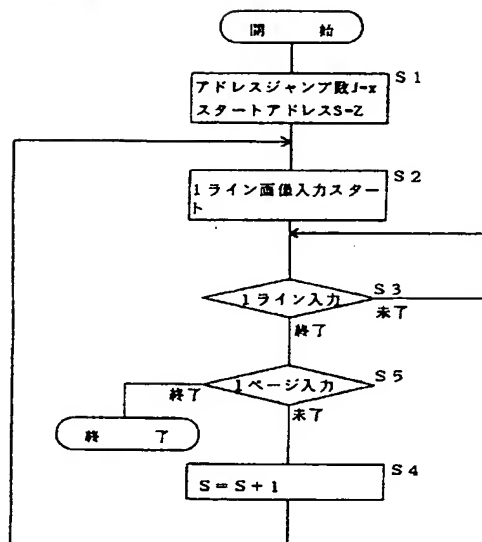 開 始
S1
アドレスジャンプ数J=x
スタートアドレスS=Z
S2
1ライン画像入力スター
ト
S3
1ライン入力
未了
終了
S5
1ページ入力
終了
未了
終 了
S4
S=S+1